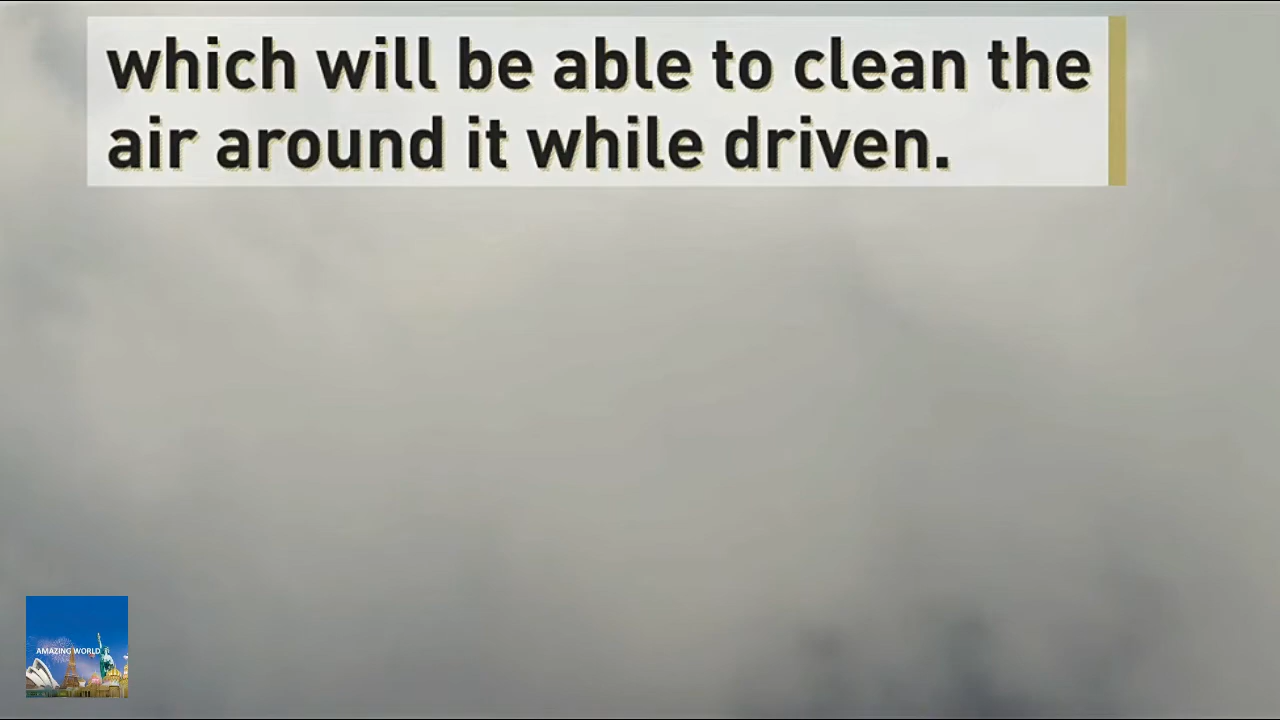 which will be able to clean the
air around it while driven.
AMAZING WORLD